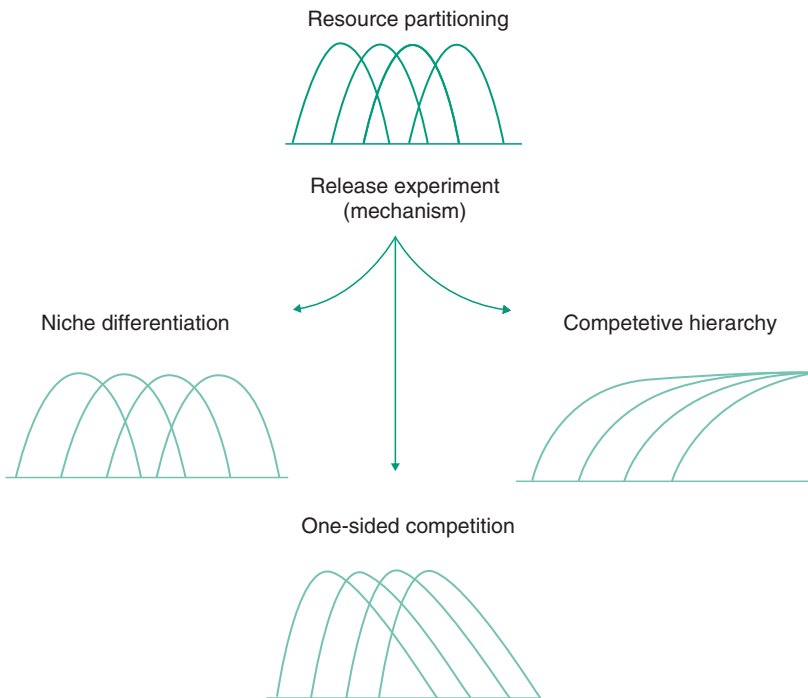 Resource partitioning
Release experiment
(mechanism)
Niche differentiation
Competetive hierarchy
One-sided competition